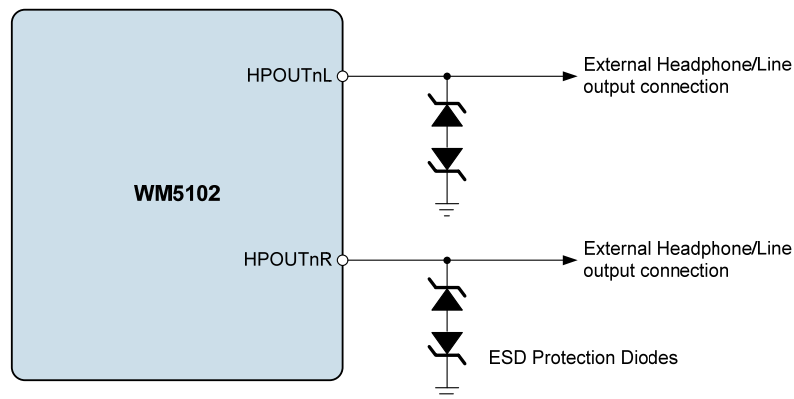 HPOUTnL
External Headphone/Line
output connection
WM5102
HPOUTnR
External Headphone/Line
output connection
ESD Protection Diodes